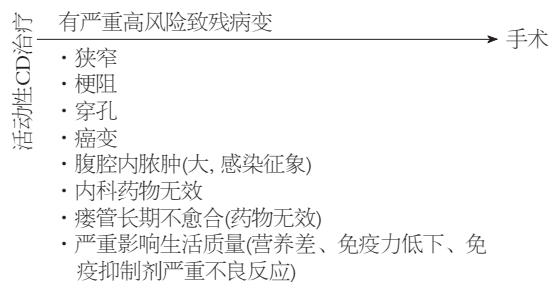 活动性CD治疗
有严重高风险致残病变
手术
·狭窄
·梗阻
·穿孔
·癌变
·腹腔内脓肿(大, 感染征象)
·内科药物无效
·瘘管长期不愈合(药物无效)
·严重影响生活质量(营养差、免疫力低下、免
疫抑制剂严重不良反应)